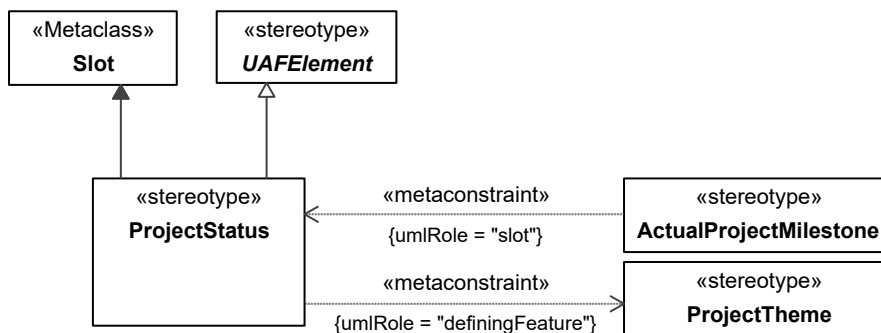 «Metaclass»
Slot
«stereotype»
UAFElement
«stereotype»
ProjectStatus
«metaconstraint»
{umlRole = "slot"}
«stereotype»
ActualProjectMilestone
«metaconstraint»
{umlRole = "definingFeature"}
«stereotype»
ProjectTheme